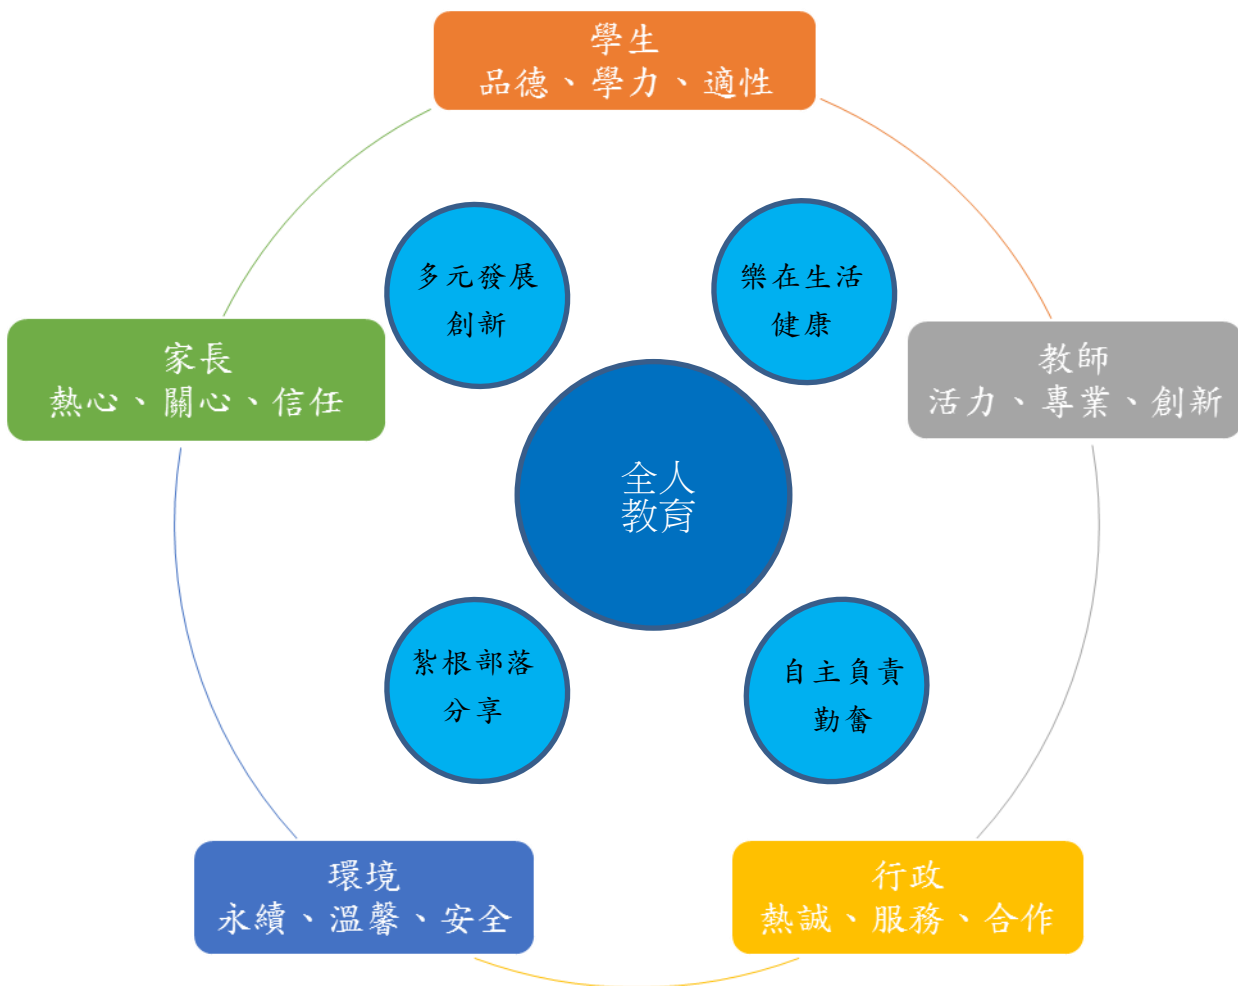 學生
品德、學力、適性
多元發展
創新
樂在生活
健康
家長
熱心、關心、信任
教師
活力、專業、創新
全人
教育
紮根部落
分享
自主負責
勤奮
環境
永續、溫馨、安全
行政
熱誠、服務、合作